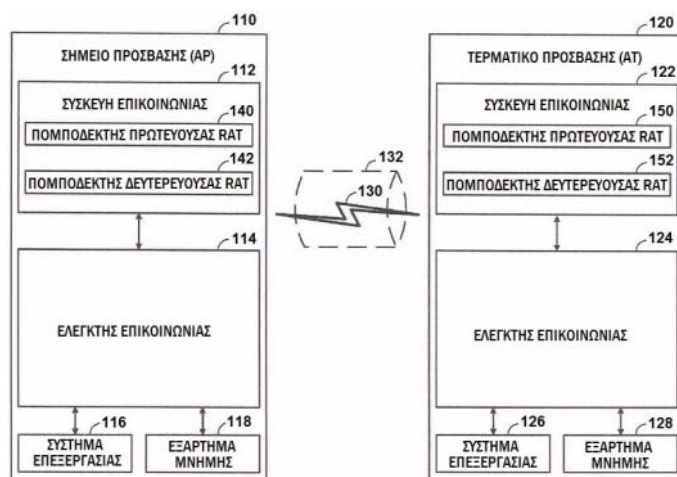 110
ΣΗΜΕΙΟ ΠΡΟΣΒΑΣΗΣ (AP)
112
ΣΥΣΚΕΥΗ ΕΠΙΚΟΙΝΩΝΙΑΣ
140
ΠΟΜΠΟΔΕΚΤΗΣ ΠΡΩΤΕΥΟΥΣΑΣ RAT
142
ΠΟΜΠΟΔΕΚΤΗΣ ΔΕΥΤΕΡΕΥΟΥΣΑΣ RAT
114
ΕΛΕΓΚΤΗΣ ΕΠΙΚΟΙΝΩΝΙΑΣ
116
ΣΥΣΤΗΜΑ
ΕΠΕΞΕΡΓΑΣΙΑΣ
118
ΕΞΑΡΤΗΜΑ
ΜΝΗΜΗΣ
132
130
120
ΤΕΡΜΑΤΙΚΟ ΠΡΟΣΒΑΣΗΣ (AT)
122
ΣΥΣΚΕΥΗ ΕΠΙΚΟΙΝΩΝΙΑΣ
150
ΠΟΜΠΟΔΕΚΤΗΣ ΠΡΩΤΕΥΟΥΣΑΣ RAT
152
ΠΟΜΠΟΔΕΚΤΗΣ ΔΕΥΤΕΡΕΥΟΥΣΑΣ RAT
124
ΕΛΕΓΚΤΗΣ ΕΠΙΚΟΙΝΩΝΙΑΣ
126
ΣΥΣΤΗΜΑ
ΕΠΕΞΕΡΓΑΣΙΑΣ
128
ΕΞΑΡΤΗΜΑ
ΜΝΗΜΗΣ